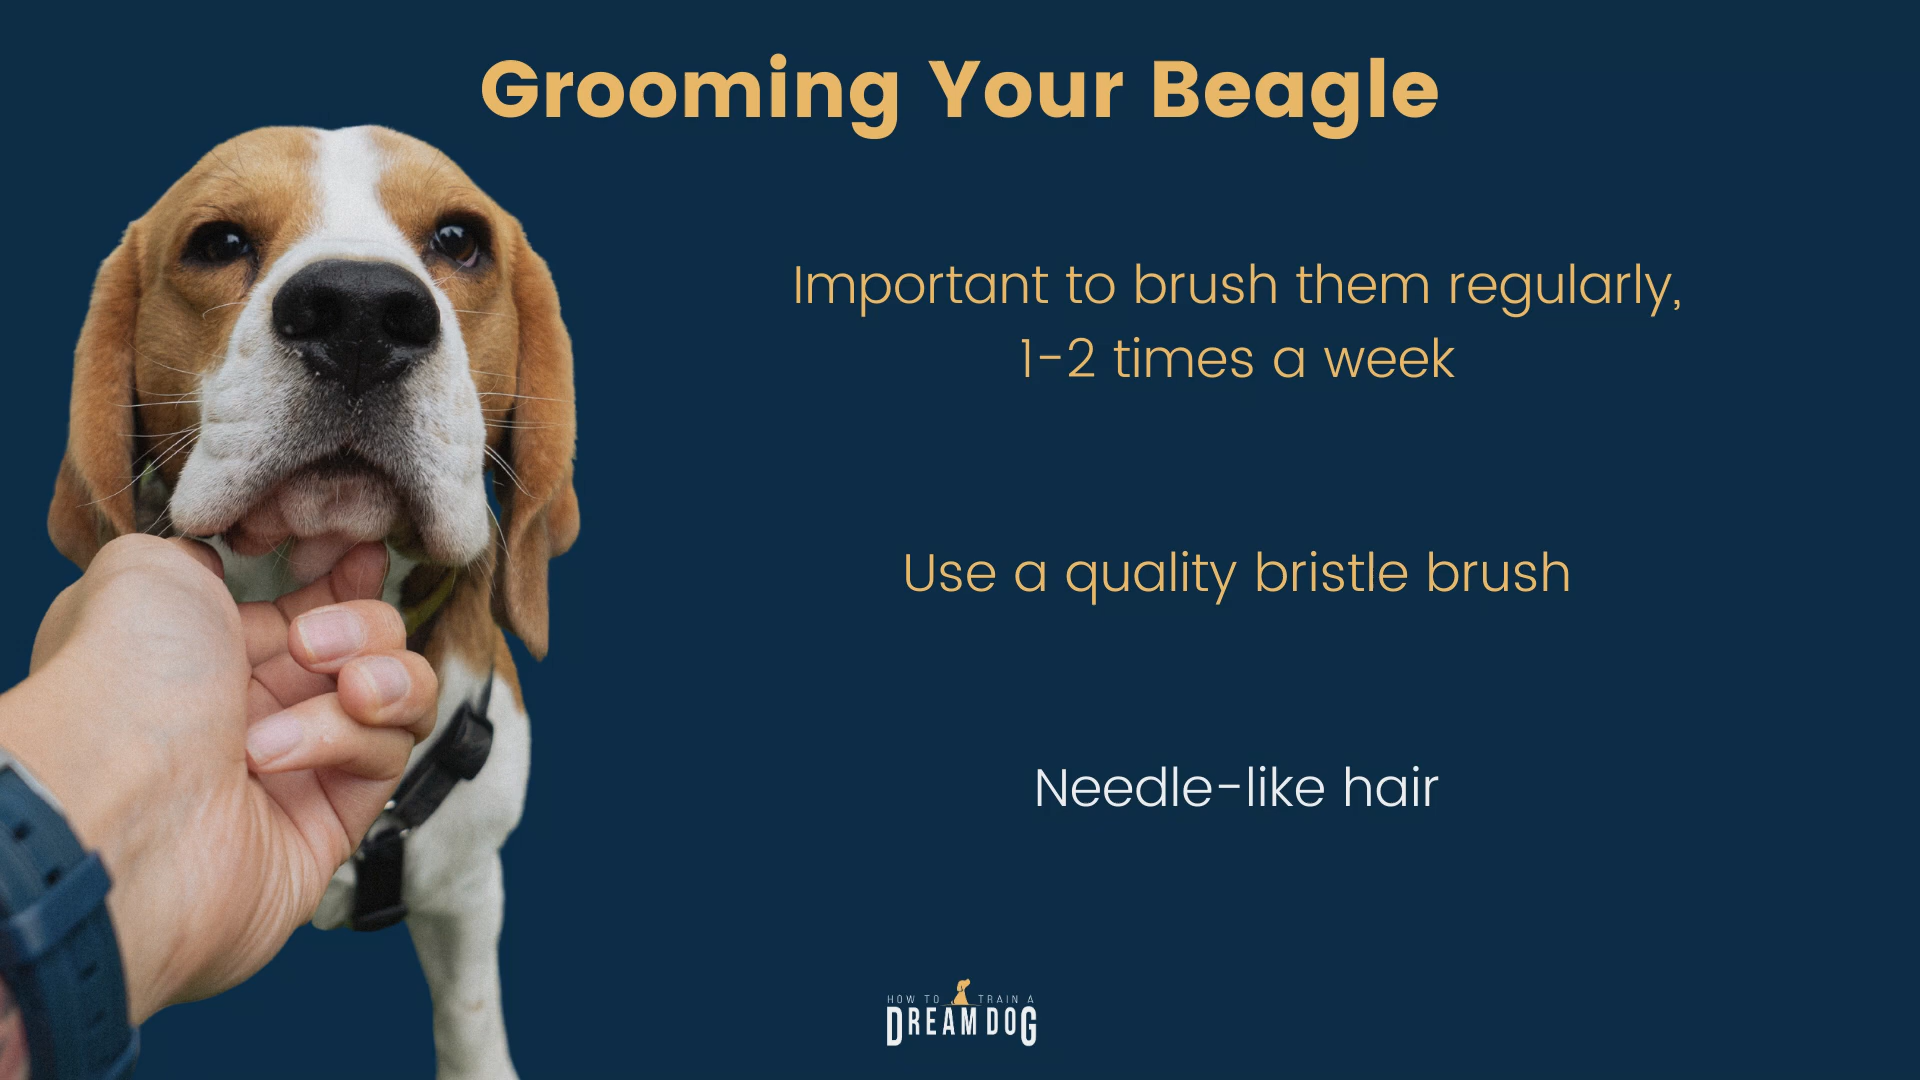 Grooming Your Beagle
Important to brush them regularly,
1-2 times a week
Use a quality bristle brush
Needle-like hair
HOW TO TRAIN A
DREAM DOG